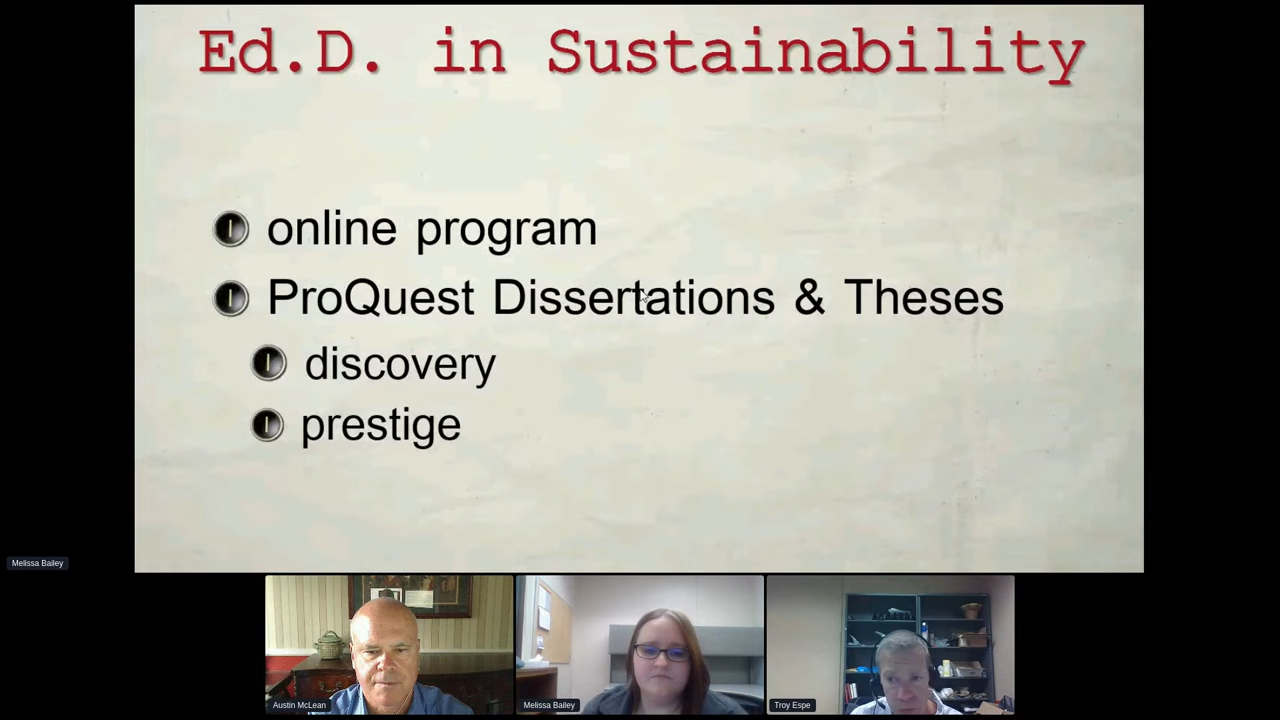 Ed.D. in Sustainability
online program
ProQuest Dissertations & Theses
discovery
prestige
Melissa Bailey
Austin McLean
Melissa Bailey
Troy Espe